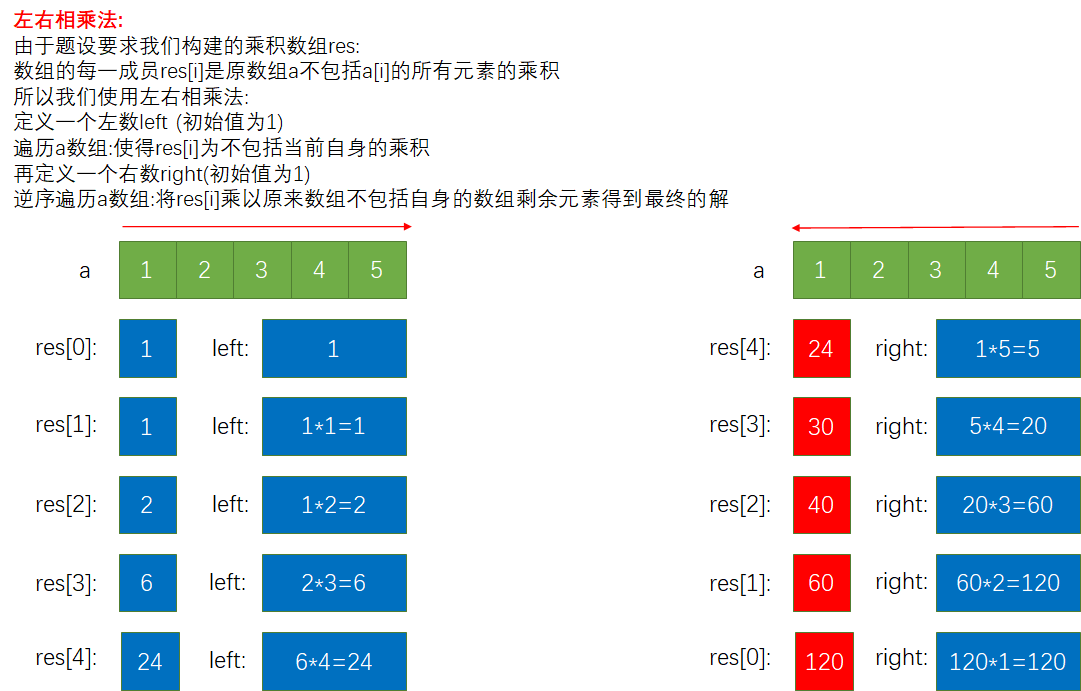 左右相乘法:
由于题设要求我们构建的乘积数组res:
数组的每一成员res[i]是原数组a不包括a[i]的所有元素的乘积
所以我们使用左右相乘法:
定义一个左数left (初始值为1)
遍历a数组:使得res[i]为不包括当前自身的乘积
再定义一个右数right(初始值为1)
逆序遍历a数组:将res[i]乘以原来数组不包括自身的数组剩余元素得到最终的解
a 1 2 3 4 5
res[0]: 1 left: 1
res[1]: 1 left: 1*1=1
res[2]: 2 left: 1*2=2
res[3]: 6 left: 2*3=6
res[4]: 24 left: 6*4=24
a 1 2 3 4 5
res[4]: 24 right: 1*5=5
res[3]: 30 right: 5*4=20
res[2]: 40 right: 20*3=60
res[1]: 60 right: 60*2=120
res[0]: 120 right: 120*1=120